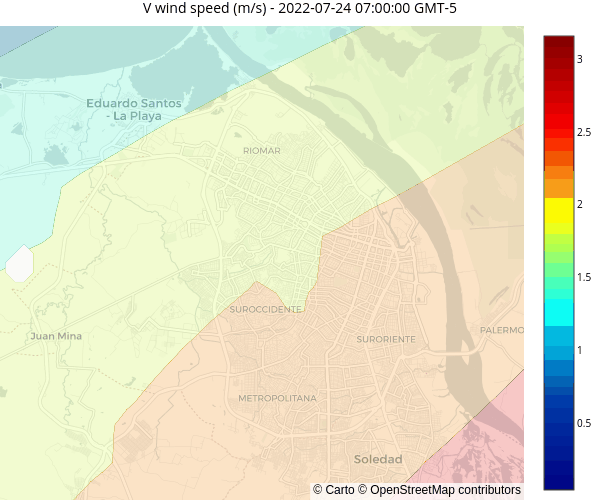 V wind speed (m/s) - 2022-07-24 07:00:00 GMT-5
3
2.5
2
1.5
1
0.5
Eduardo Santos
- La Playa
RIOMAR
SUROCCIDENTE
Juan Mina
SURORIENTE
PALERMO
METROPOLITANA
Soledad
© Carto © OpenStreetMap contributors